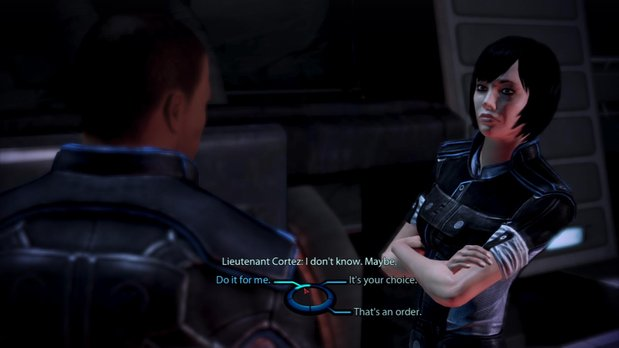 Lieutenant Cortez: I don't know. Maybe.
Do it for me.
It's your choice.
That's an order.